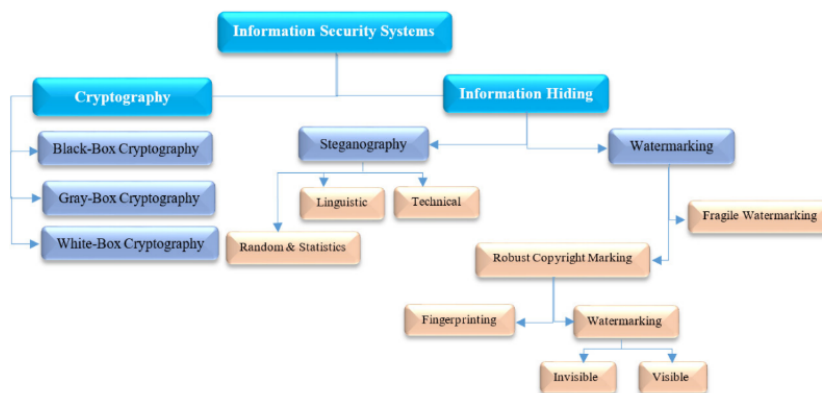 Information Security Systems
Cryptography
Information Hiding
Black-Box Cryptography
Steganography
Watermarking
Gray-Box Cryptography
Linguistic
Technical
Fragile Watermarking
White-Box Cryptography
Random & Statistics
Robust Copyright Marking
Fingerprinting
Watermarking
Invisible
Visible